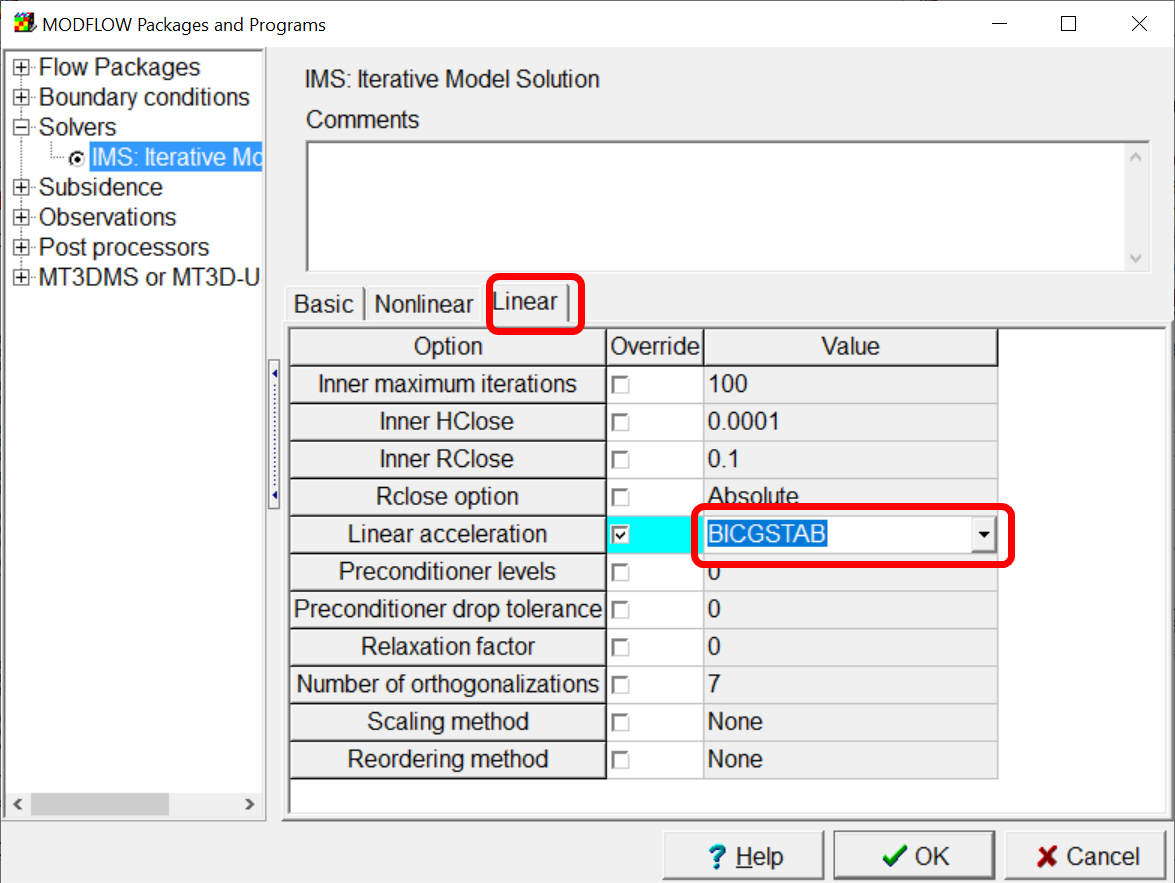 MODFLOW Packages and Programs
Flow Packages
Boundary conditions
Solvers
IMS: Iterative Mo
Subsidence
Observations
Post processors
MT3DMS or MT3D-U
IMS: Iterative Model Solution
Comments
Basic Nonlinear Linear
Option Override Value
Inner maximum iterations 100
Inner HClose 0.0001
Inner RClose 0.1
Rclose option Absolute
Linear acceleration BICGSTAB
Preconditioner levels 0
Preconditioner drop tolerance 0
Relaxation factor 0
Number of orthogonalizations 7
Scaling method None
Reordering method None
? Help OK Cancel